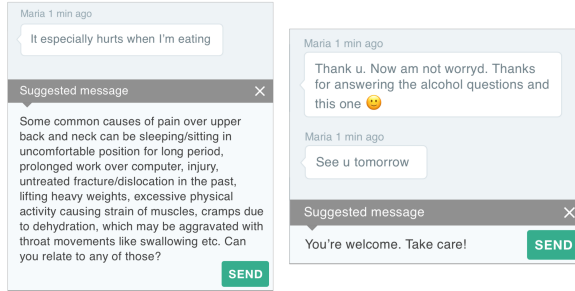 Maria 1 min ago
It especially hurts when I'm eating
Suggested message
Some common causes of pain over upper
back and neck can be sleeping/sitting in
uncomfortable position for long period,
prolonged work over computer, injury,
untreated fracture/dislocation in the past,
lifting heavy weights, excessive physical
activity causing strain of muscles, cramps due
to dehydration, which may be aggravated with
throat movements like swallowing etc. Can
you relate to any of those?
SEND
Maria 1 min ago
Thank u. Now am not worryd. Thanks
for answering the alcohol questions and
this one 🙂
Maria 1 min ago
See u tomorrow
Suggested message
You're welcome. Take care!
SEND